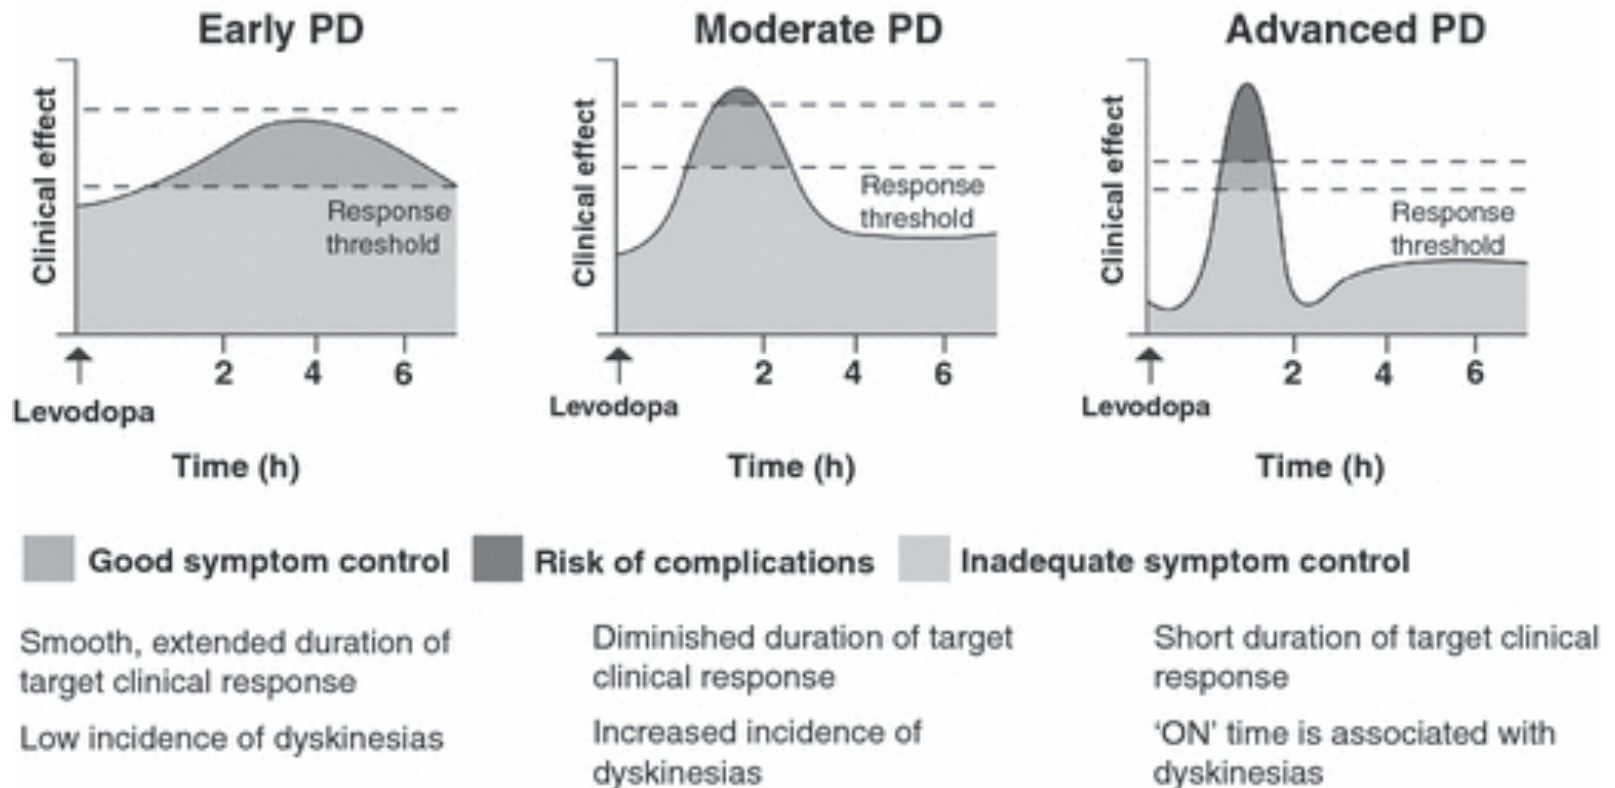 Early PD
Moderate PD
Advanced PD
Clinical effect
Response
threshold
2 4 6
Levodopa
Time (h)
Clinical effect
Response
threshold
2 4 6
Levodopa
Time (h)
Clinical effect
Response
threshold
2 4 6
Levodopa
Time (h)
Good symptom control
Risk of complications
Inadequate symptom control
Smooth, extended duration of
target clinical response
Low incidence of dyskinesias
Diminished duration of target
clinical response
Increased incidence of
dyskinesias
Short duration of target clinical
response
‘ON’ time is associated with
dyskinesias